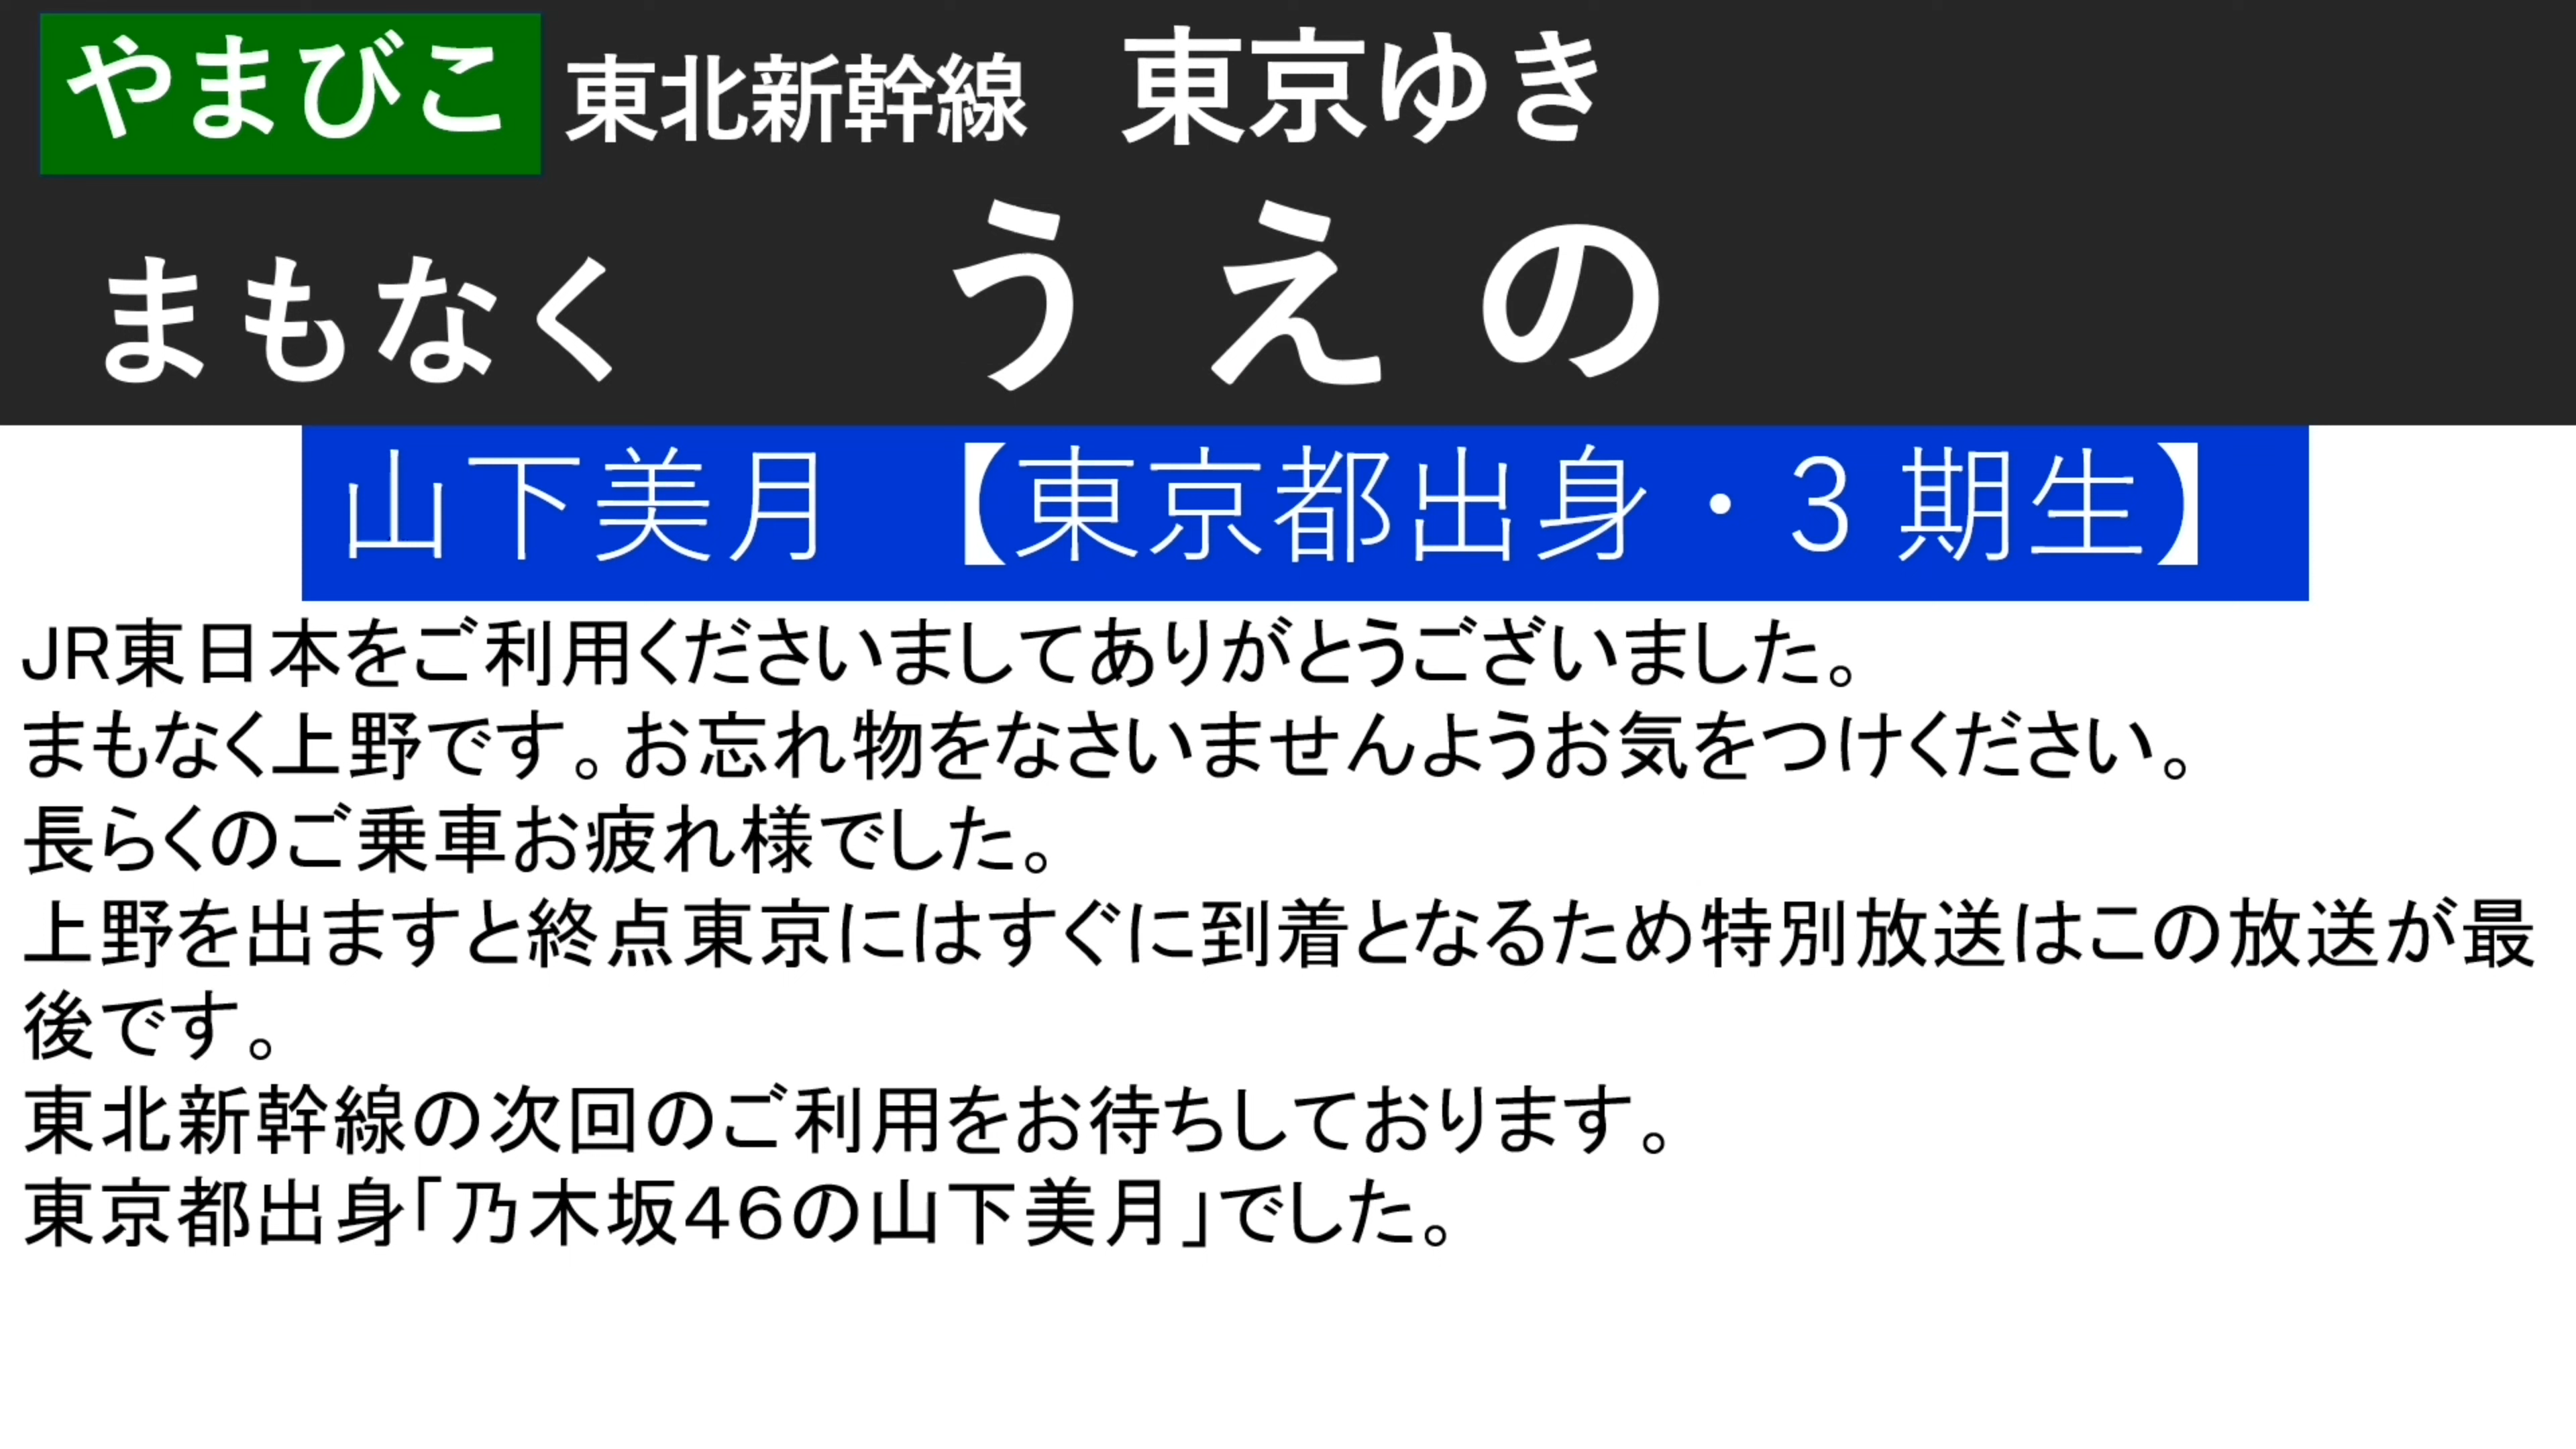 やまびこ 東北新幹線 東京ゆき
まもなく うえの
山下美月 【東京都出身・3期生】
JR東日本をご利用くださいましてありがとうございました。
まもなく上野です。お忘れ物をなさいませんようお気をつけください。
長らくのご乗車お疲れ様でした。
上野を出ますと終点東京にはすぐに到着となるため特別放送はこの放送が最
後です。
東北新幹線の次回のご利用をお待ちしております。
東京都出身「乃木坂46の山下美月」でした。